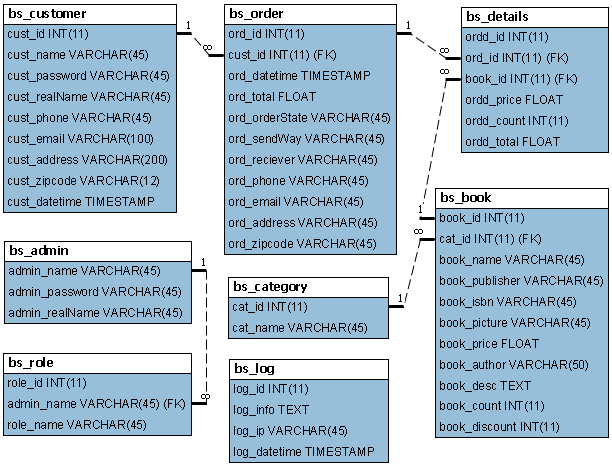 bs_customer
cust_id INT(11)
cust_name VARCHAR(45)
cust_password VARCHAR(45)
cust_realName VARCHAR(45)
cust_phone VARCHAR(45)
cust_email VARCHAR(100)
cust_address VARCHAR(200)
cust_zipcode VARCHAR(12)
cust_datetime TIMESTAMP
1
∞
bs_order
ord_id INT(11)
cust_id INT(11) (FK)
ord_datetime TIMESTAMP
ord_total FLOAT
ord_orderState VARCHAR(45)
ord_sendWay VARCHAR(45)
ord_reciever VARCHAR(45)
ord_phone VARCHAR(45)
ord_email VARCHAR(45)
ord_address VARCHAR(45)
ord_zipcode VARCHAR(45)
1
∞
bs_details
ordd_id INT(11)
ord_id INT(11) (FK)
book_id INT(11) (FK)
ordd_price FLOAT
ordd_count INT(11)
ordd_total FLOAT
∞
1
bs_admin
admin_name VARCHAR(45)
admin_password VARCHAR(45)
admin_realName VARCHAR(45)
1
∞
bs_role
role_id INT(11)
admin_name VARCHAR(45) (FK)
role_name VARCHAR(45)
bs_category
cat_id INT(11)
cat_name VARCHAR(45)
1
∞
bs_log
log_id INT(11)
log_info TEXT
log_ip VARCHAR(45)
log_datetime TIMESTAMP
bs_book
book_id INT(11)
cat_id INT(11) (FK)
book_name VARCHAR(45)
book_publisher VARCHAR(45)
book_isbn VARCHAR(45)
book_picture VARCHAR(45)
book_price FLOAT
book_author VARCHAR(50)
book_desc TEXT
book_count INT(11)
book_discount INT(11)